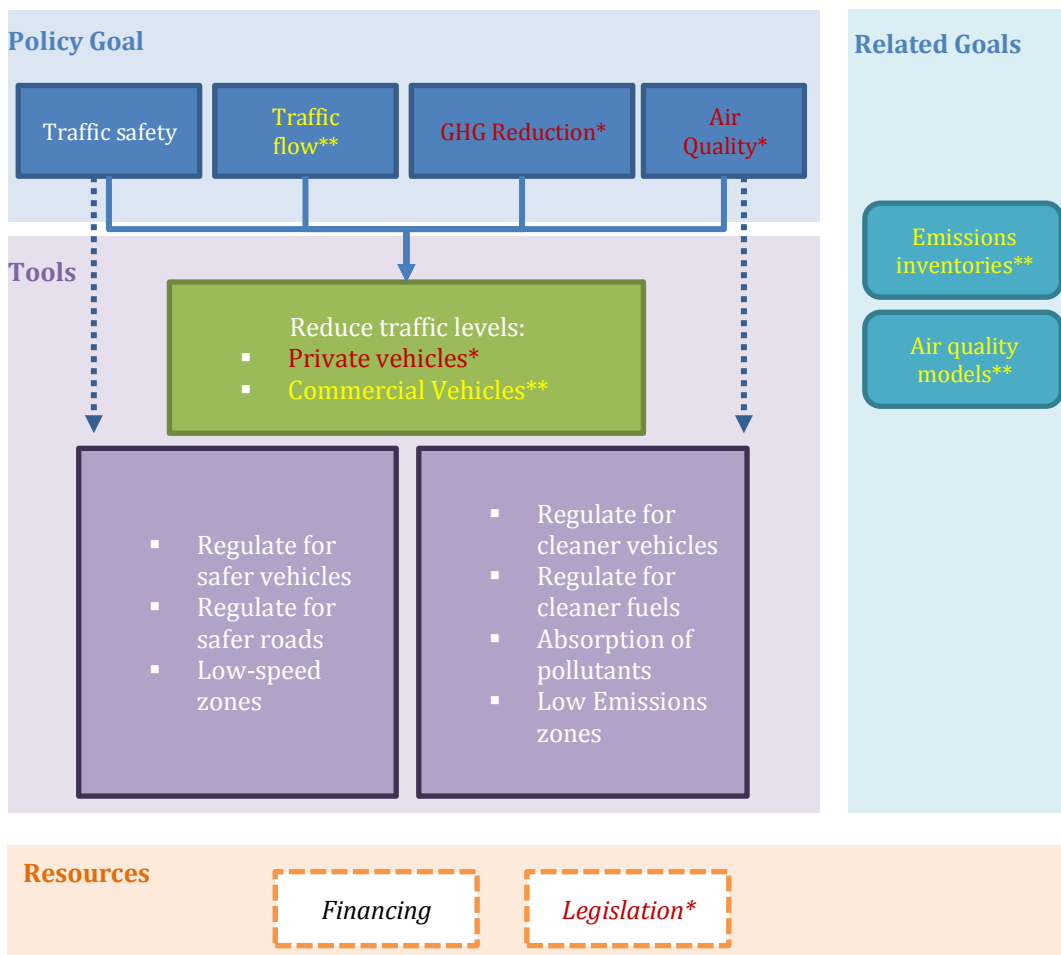 Policy Goal
Related Goals
Traffic safety
Traffic
flow**
GHG Reduction*
Air
Quality*
Emissions
inventories**
Air quality
models**
Tools
Reduce traffic levels:
▪ Private vehicles*
▪ Commercial Vehicles**
▪ Regulate for
safer vehicles
▪ Regulate for
safer roads
▪ Low-speed
zones
▪ Regulate for
cleaner vehicles
▪ Regulate for
cleaner fuels
▪ Absorption of
pollutants
▪ Low Emissions
zones
Resources
Financing
Legislation*